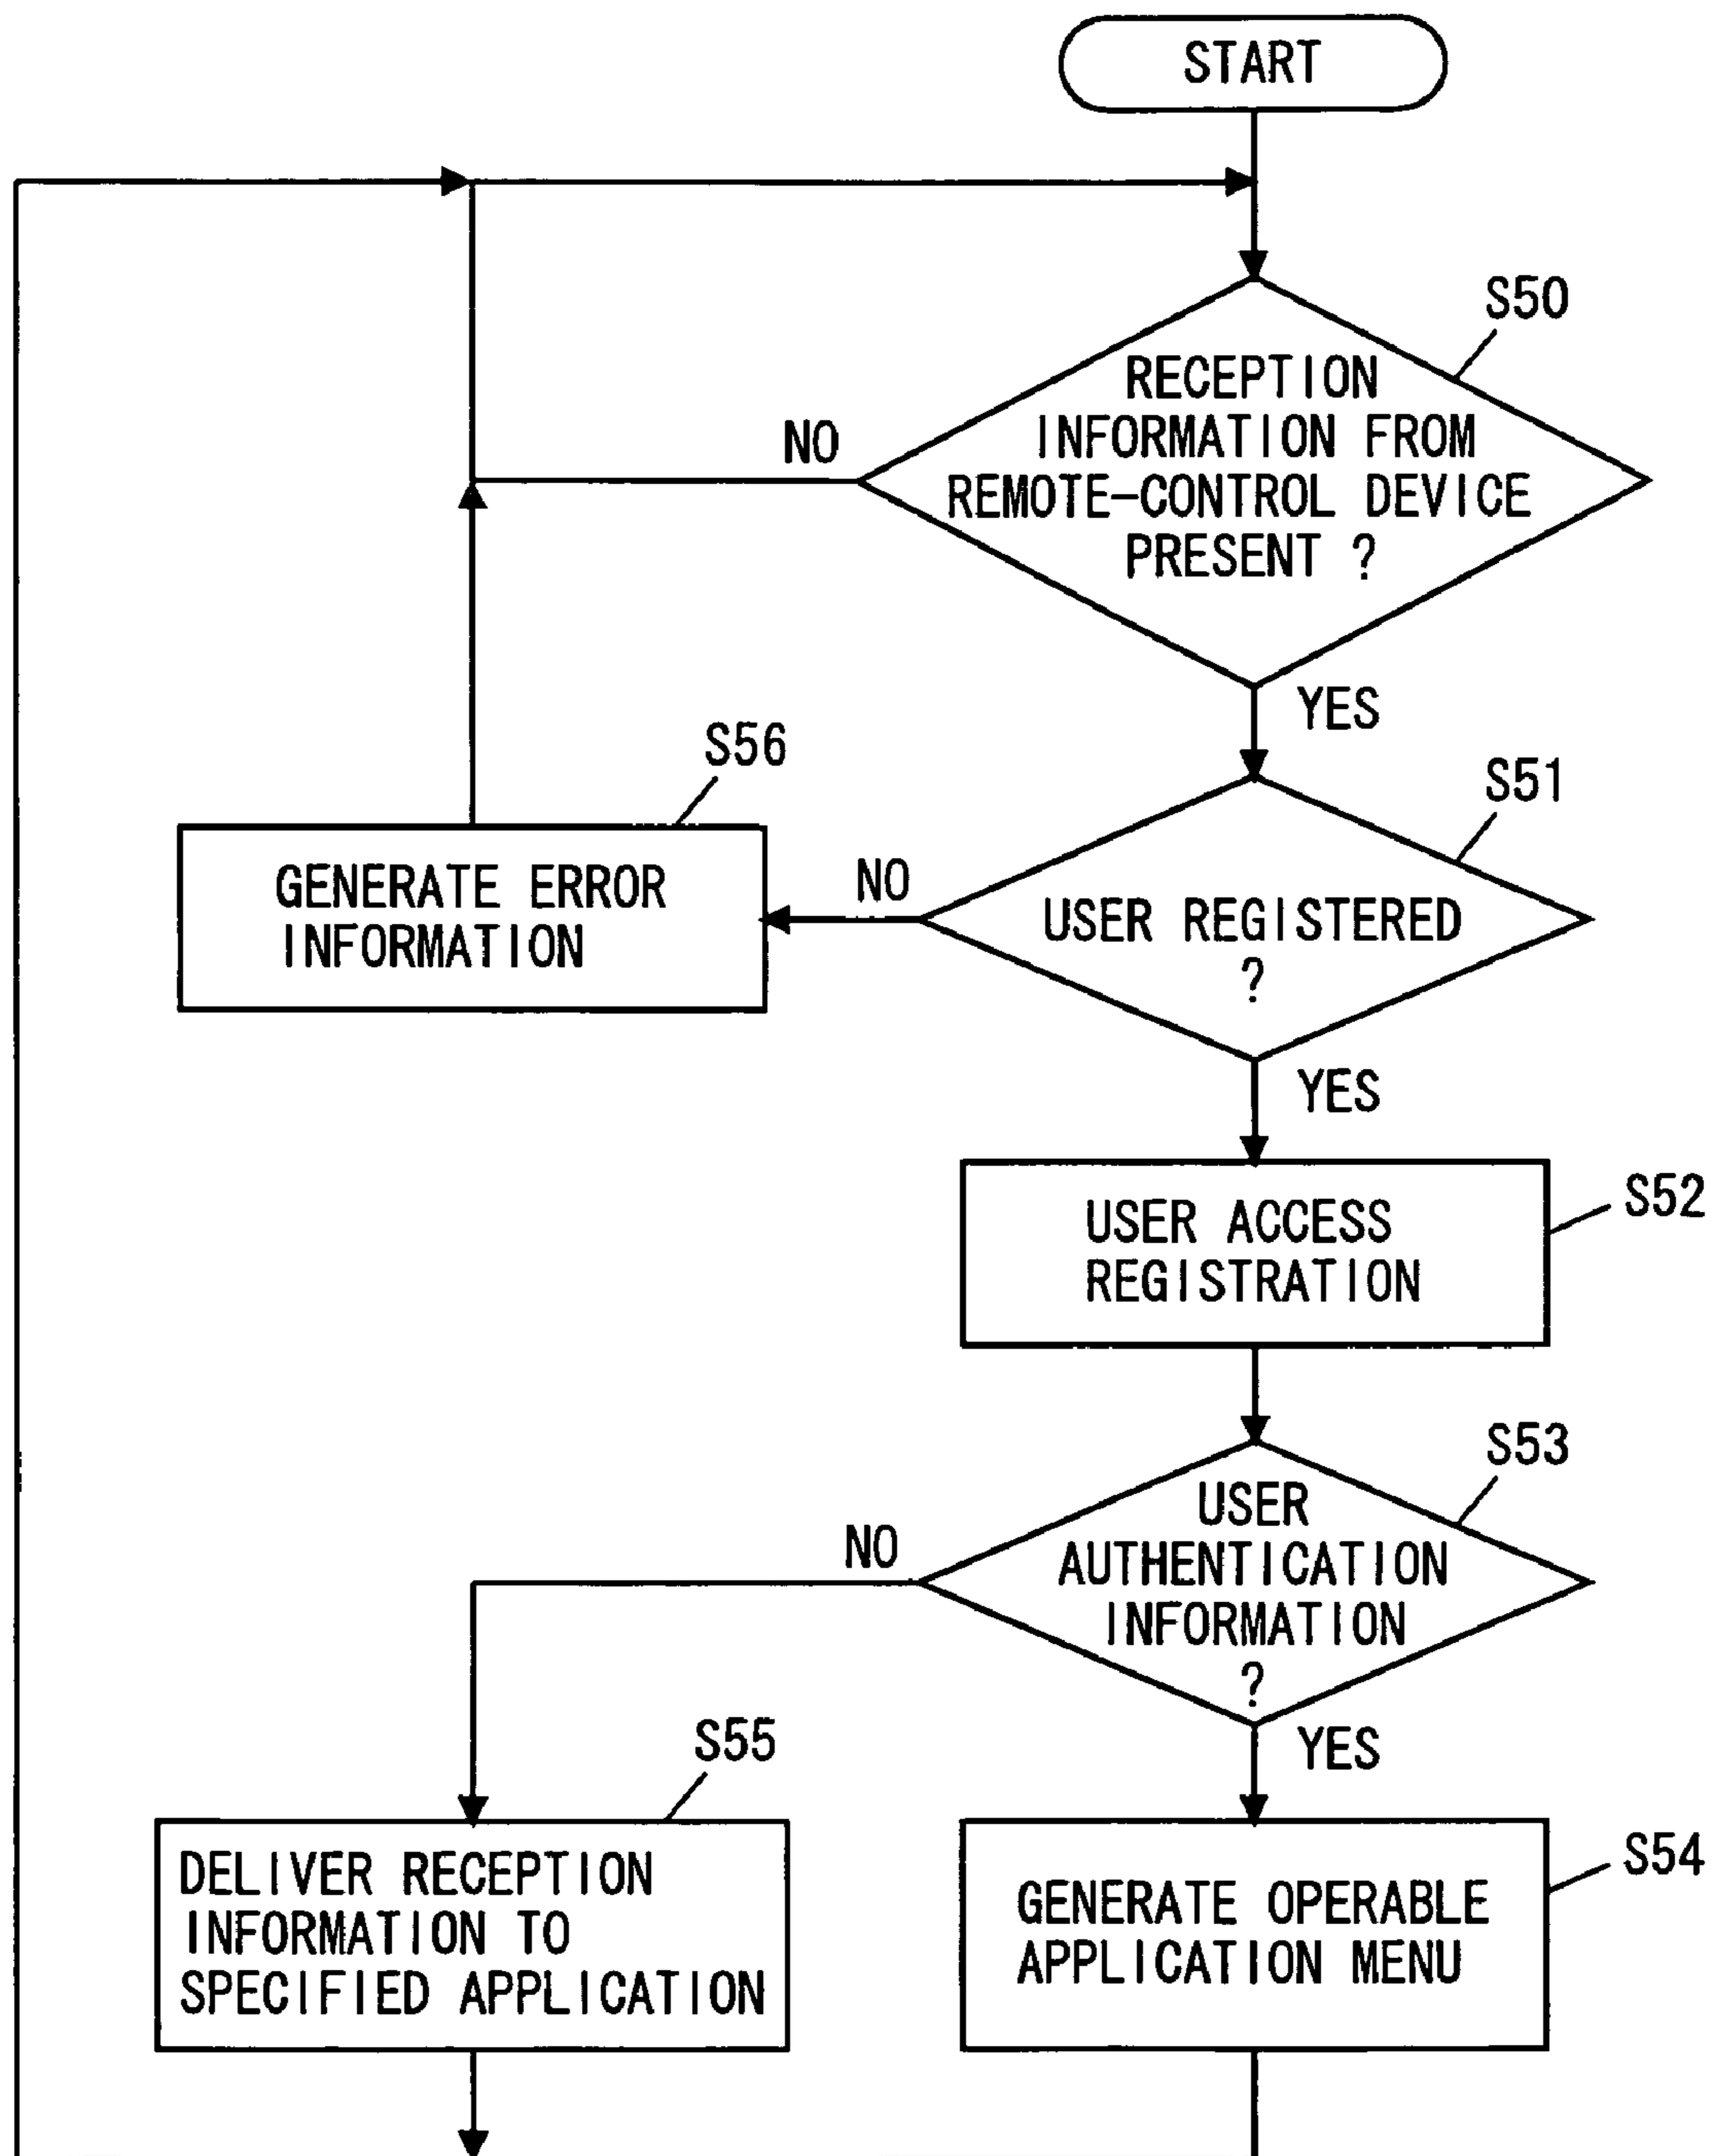 START
S50
RECEPTION
INFORMATION FROM
REMOTE-CONTROL DEVICE
PRESENT ?
NO
YES
S56
GENERATE ERROR
INFORMATION
S51
NO
USER REGISTERED
?
YES
S52
USER ACCESS
REGISTRATION
S53
USER
AUTHENTICATION
INFORMATION
?
NO
YES
S55
DELIVER RECEPTION
INFORMATION TO
SPECIFIED APPLICATION
S54
GENERATE OPERABLE
APPLICATION MENU